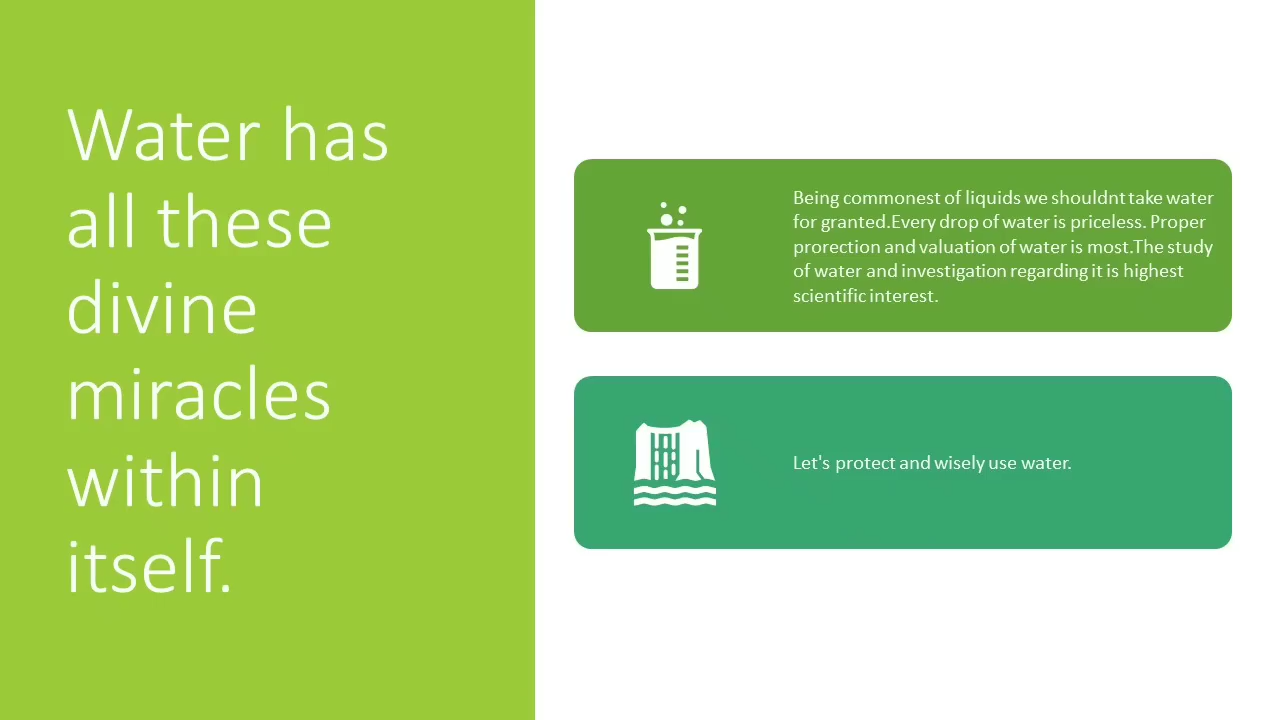 Water has
all these
divine
miracles
within
itself.
Being commonest of liquids we shouldnt take water
for granted.Every drop of water is priceless. Proper
prorection and valuation of water is most.The study
of water and investigation regarding it is highest
scientific interest.
Let's protect and wisely use water.